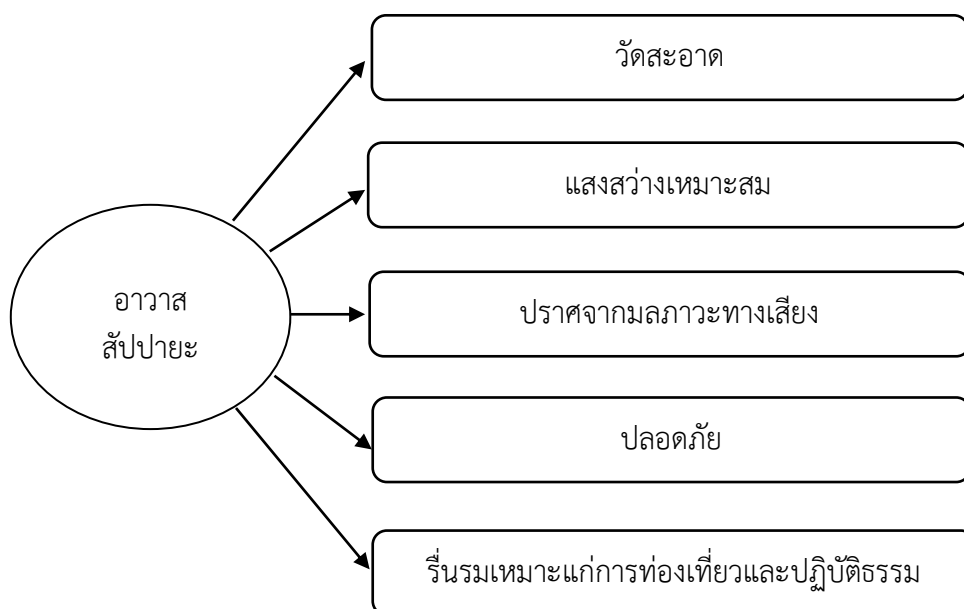 วัดสะอาด
แสงสว่างเหมาะสม
อาวาส
สัปปายะ
ปราศจากมลภาวะทางเสียง
ปลอดภัย
รื่นรมเหมาะแก่การท่องเที่ยวและปฏิบัติธรรม